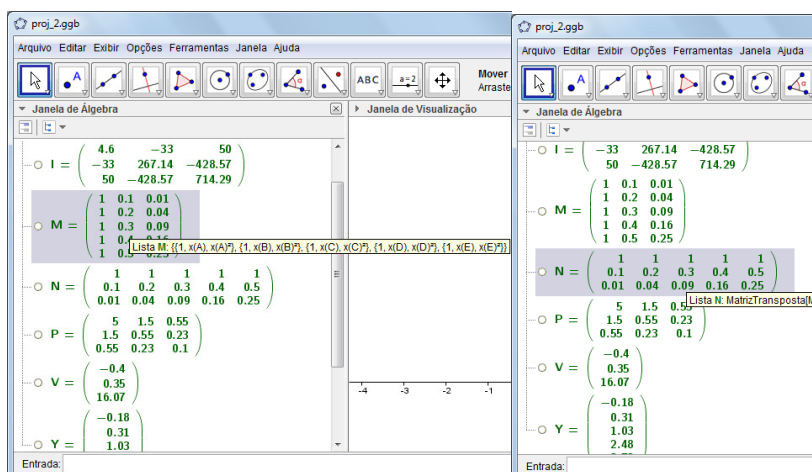 proj_2.ggb
Arquivo Editar Exibir Opções Ferramentas Janela Ajuda
ABC
a=2
Mover
Arraste
Janela de Álgebra
Janela de Visualização
4.6 −33 50
I = −33 267.14 −428.57
50 −428.57 714.29
1 0.1 0.01
1 0.2 0.04
M = 1 0.3 0.09
1
1
Lista M: {{1, x(A), x(A)²}, {1, x(B), x(B)²}, {1, x(C), x(C)²}, {1, x(D), x(D)²}, {1, x(E), x(E)²}}
1 1 1 1 1
N = 0.1 0.2 0.3 0.4 0.5
0.01 0.04 0.09 0.16 0.25
5 1.5 0.55
P = 1.5 0.55 0.23
0.55 0.23 0.1
−0.4
V = 0.35
16.07
−0.18
0.31
Y = 1.03
-4 -3 -2 -1
Entrada:
proj_2.ggb
Arquivo Editar Exibir Opções Ferramentas Janela Ajuda
A
ABC
Janela de Álgebra
I = −33 267.14 −428.57
50 −428.57 714.29
1 0.1 0.01
1 0.2 0.04
M = 1 0.3 0.09
1 0.4 0.16
1 0.5 0.25
1 1 1 1 1
N = 0.1 0.2 0.3 0.4 0.5
0.01 0.04 0.09 0.16 0.25
Lista N: MatrizTransposta[M
5 1.5
P = 1.5 0.55 0.23
0.55 0.23 0.1
−0.4
V = 0.35
16.07
−0.18
0.31
Y = 1.03
2.48
Entrada: